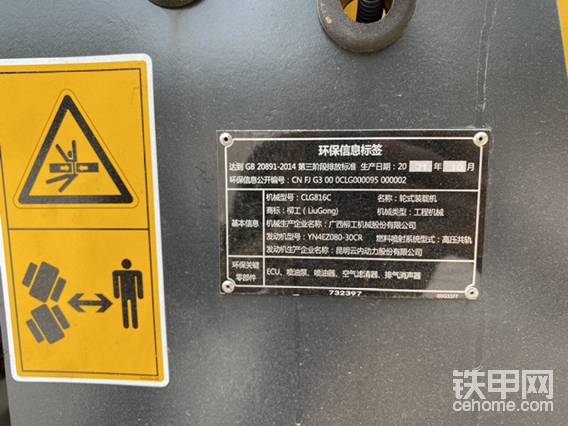 环保信息标签
达到 GB 20891-2014 第三阶段排放标准 生产日期: 20 21 年 月
环保信息公开编号: CN FJ G3 00 0CLG000095 000002
基本信息
机械型号: CLG816C 名称: 轮式装载机
商标: 柳工 (LiuGong) 机械类型: 工程机械
机械生产企业名称: 广西柳工机械股份有限公司
发动机型号: YN4EZ080-30CR 燃料喷射系统型式: 高压共轨
发动机生产企业名称: 昆明云内动力股份有限公司
环保关键
零部件
ECU、喷油泵、喷油器、空气滤清器、排气消声器
732397
铁甲网
cehome.com